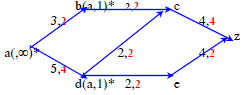 b(a,1)* 2,2 c
3,2 4,4
a(,∞)* 2,2 z
5,4 4,2
d(a,1)* 2,2 e